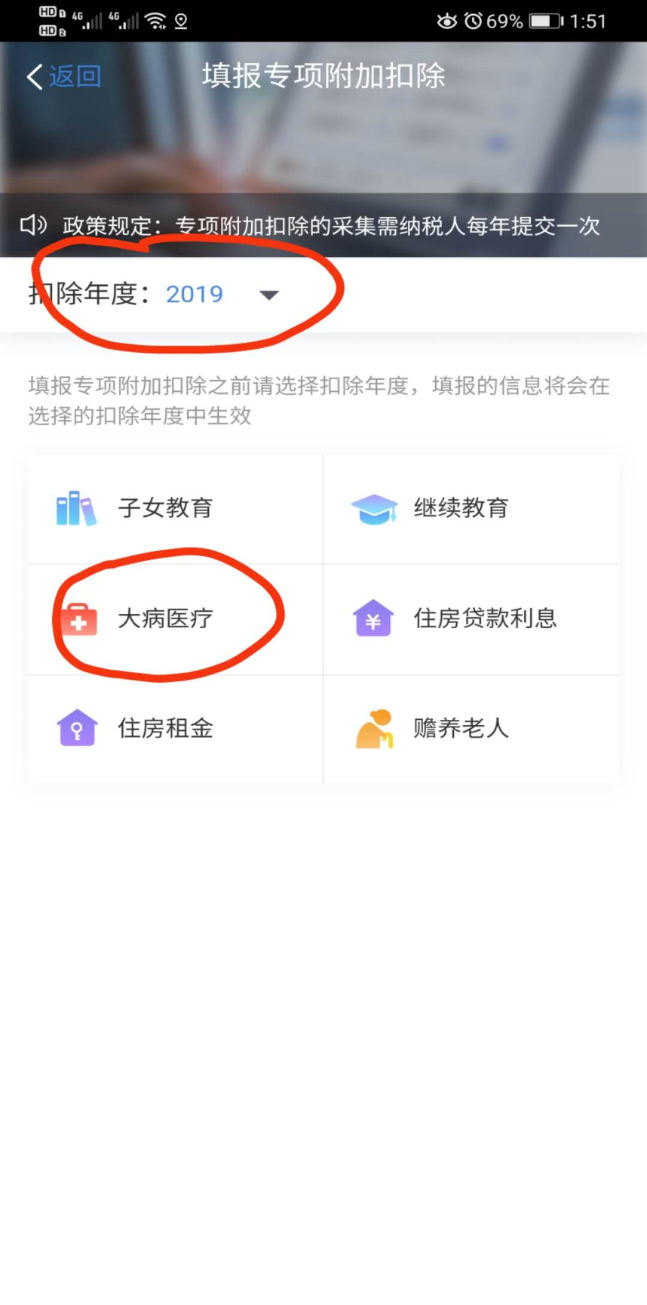 HD 1 4G 4G 69% 1:51
HD 2
返回 填报专项附加扣除
政策规定：专项附加扣除的采集需纳税人每年提交一次
扣除年度：2019
填报专项附加扣除之前请选择扣除年度，填报的信息将会在
选择的扣除年度中生效
子女教育 继续教育
大病医疗 住房贷款利息
住房租金 赡养老人